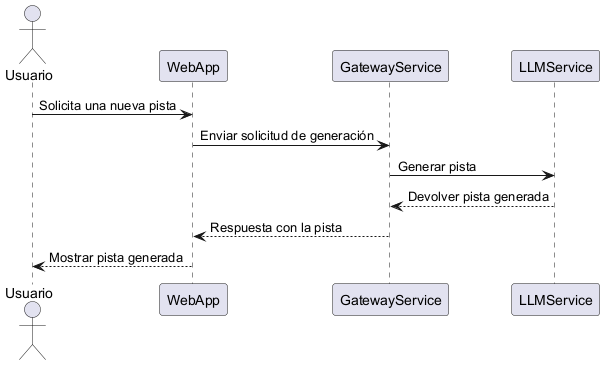 Usuario
WebApp
GatewayService
LLMService
Solicita una nueva pista
Enviar solicitud de generación
Generar pista
Devolver pista generada
Respuesta con la pista
Mostrar pista generada
Usuario
WebApp
GatewayService
LLMService